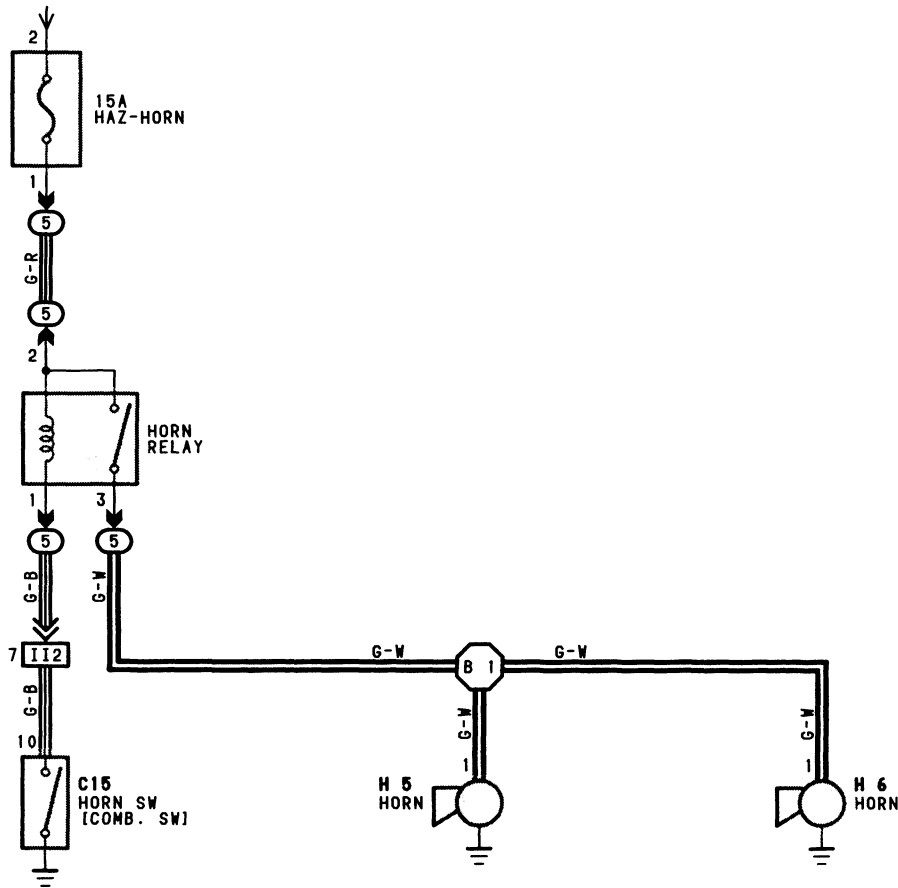 2
15A
HAZ-HORN
1
5
G-R
5
2
HORN
RELAY
1
3
5
5
G-B
G-W
7
II2
G-W
B 1
G-W
G-B
G-W
G-W
10
1
1
C15
HORN SW
[COMB. SW]
H 5
HORN
H 6
HORN